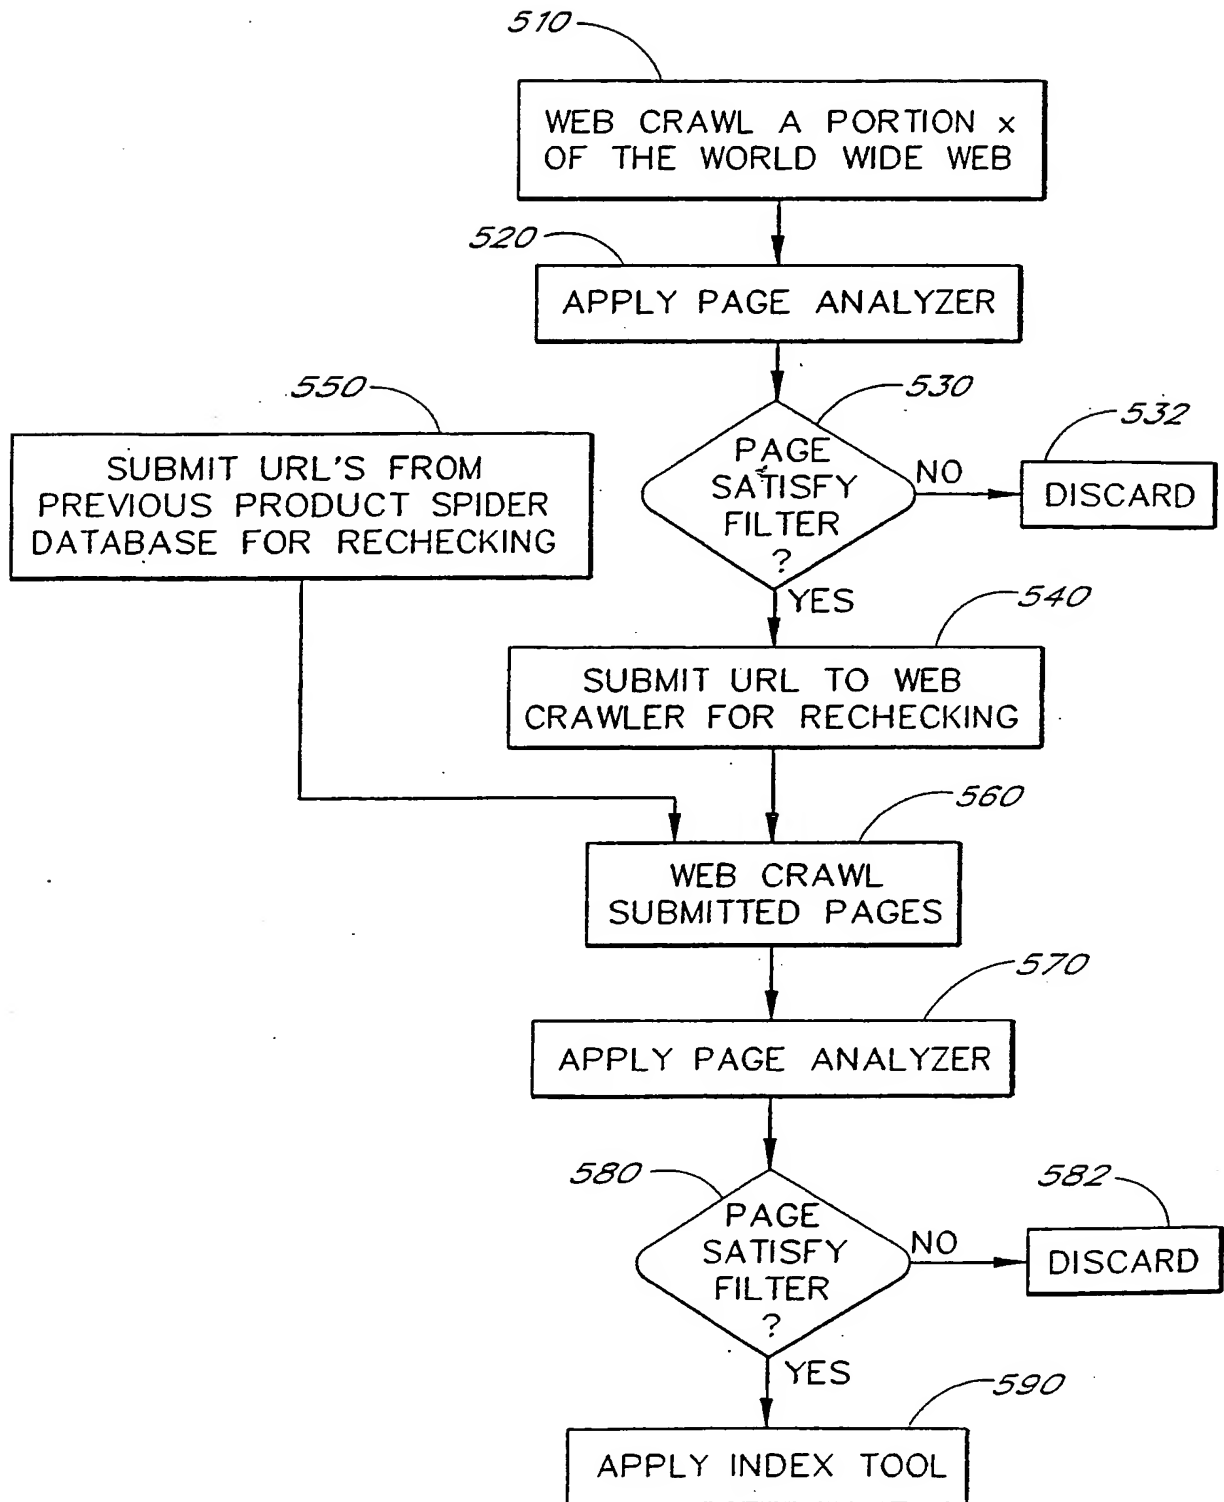 510
WEB CRAWL A PORTION x
OF THE WORLD WIDE WEB
520
APPLY PAGE ANALYZER
550
SUBMIT URL'S FROM
PREVIOUS PRODUCT SPIDER
DATABASE FOR RECHECKING
530
PAGE
SATISFY
FILTER
?
NO
532
DISCARD
YES
540
SUBMIT URL TO WEB
CRAWLER FOR RECHECKING
560
WEB CRAWL
SUBMITTED PAGES
570
APPLY PAGE ANALYZER
580
PAGE
SATISFY
FILTER
?
NO
582
DISCARD
YES
590
APPLY INDEX TOOL